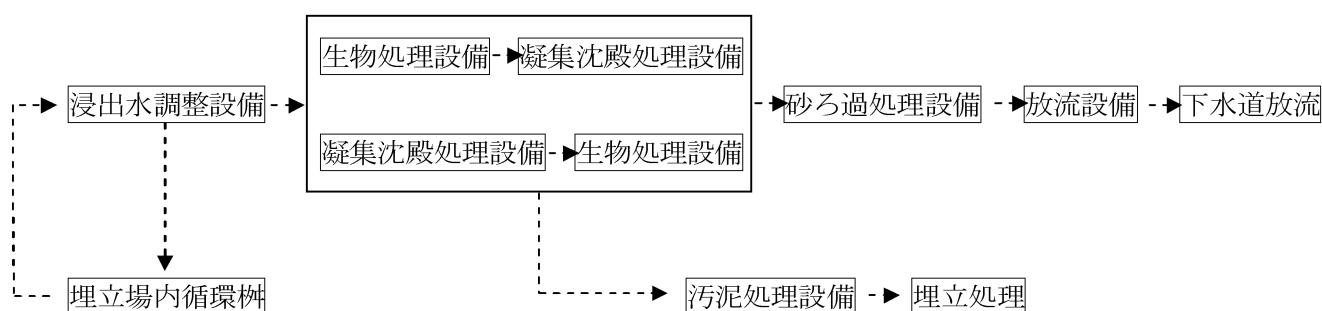 生物処理設備
凝集沈殿処理設備
浸出水調整設備
砂ろ過処理設備
放流設備
下水道放流
凝集沈殿処理設備
生物処理設備
埋立場内循環桝
汚泥処理設備
埋立処理